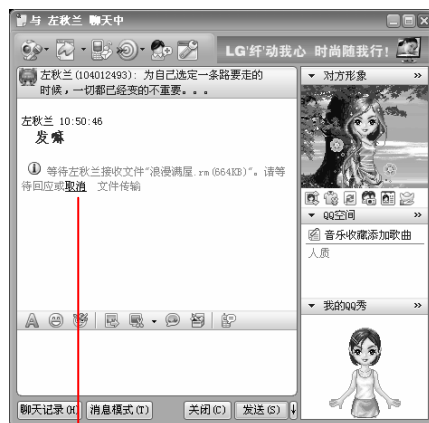 与 左秋兰 聊天中
LG'纤'动我心 时尚随我行!
左秋兰(104012493): 为自己选定一条路要走的
时候,一切都已经变的不重要。。。
左秋兰 10:50:46
发嘛
等待左秋兰接收文件"浪漫满屋.rm(664KB)"。请等
待回应或取消 文件传输
聊天记录(H)
消息模式(T)
关闭(C)
发送(S)
对方形象
QQ空间
音乐收藏添加歌曲
人质
我的QQ秀